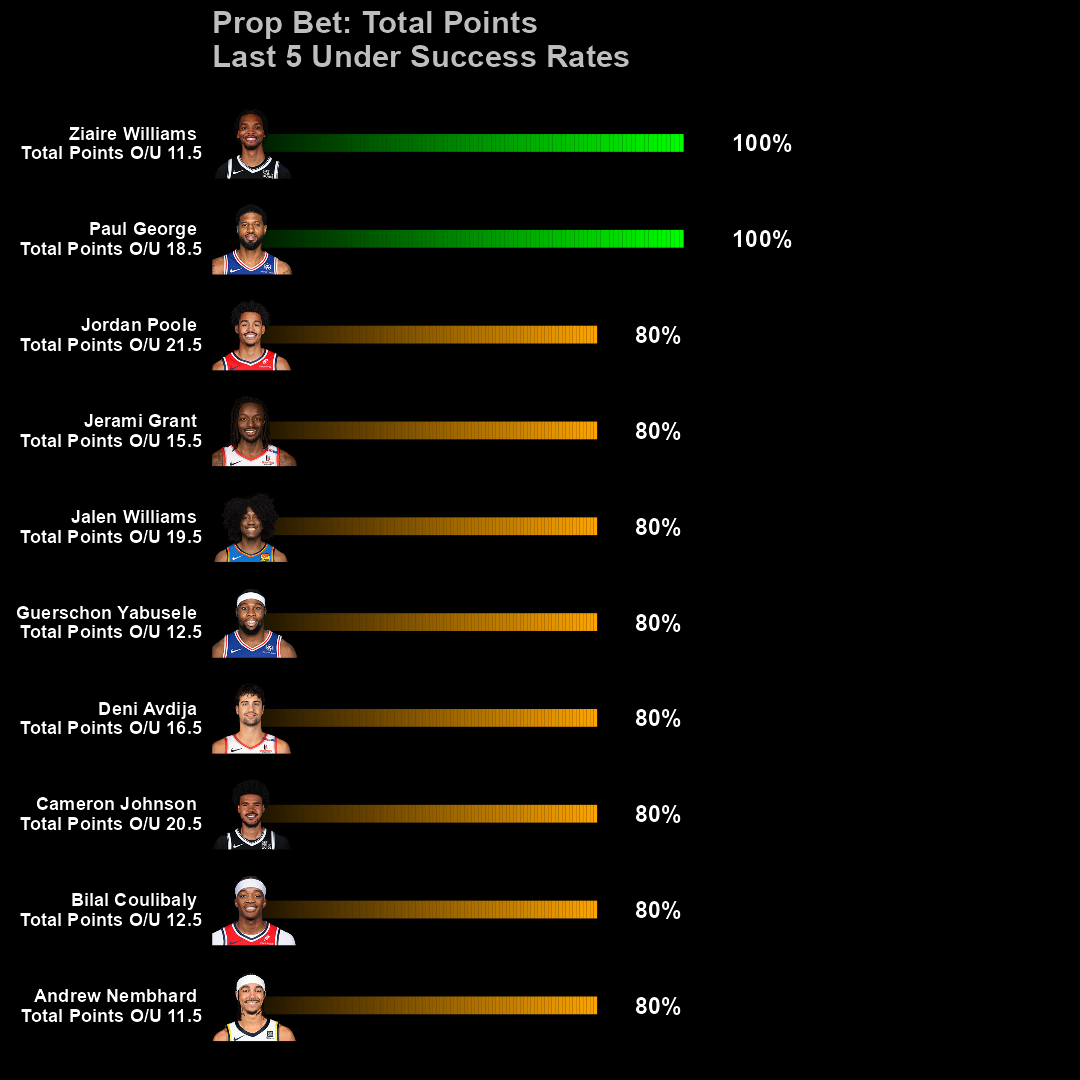 Prop Bet: Total Points
Last 5 Under Success Rates
Ziaire Williams
Total Points O/U 11.5
100%
Paul George
Total Points O/U 18.5
100%
Jordan Poole
Total Points O/U 21.5
80%
Jerami Grant
Total Points O/U 15.5
80%
Jalen Williams
Total Points O/U 19.5
80%
Guerschon Yabusele
Total Points O/U 12.5
80%
Deni Avdija
Total Points O/U 16.5
80%
Cameron Johnson
Total Points O/U 20.5
80%
Bilal Coulibaly
Total Points O/U 12.5
80%
Andrew Nembhard
Total Points O/U 11.5
80%